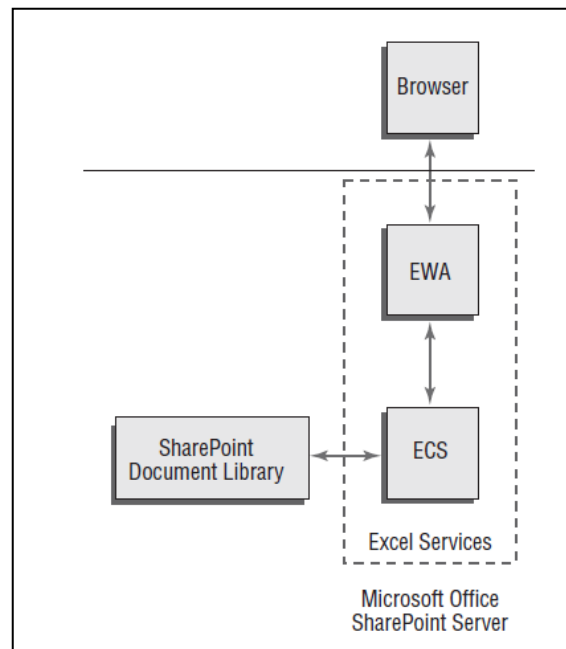 Browser
EWA
SharePoint
Document Library
ECS
Excel Services
Microsoft Office
SharePoint Server